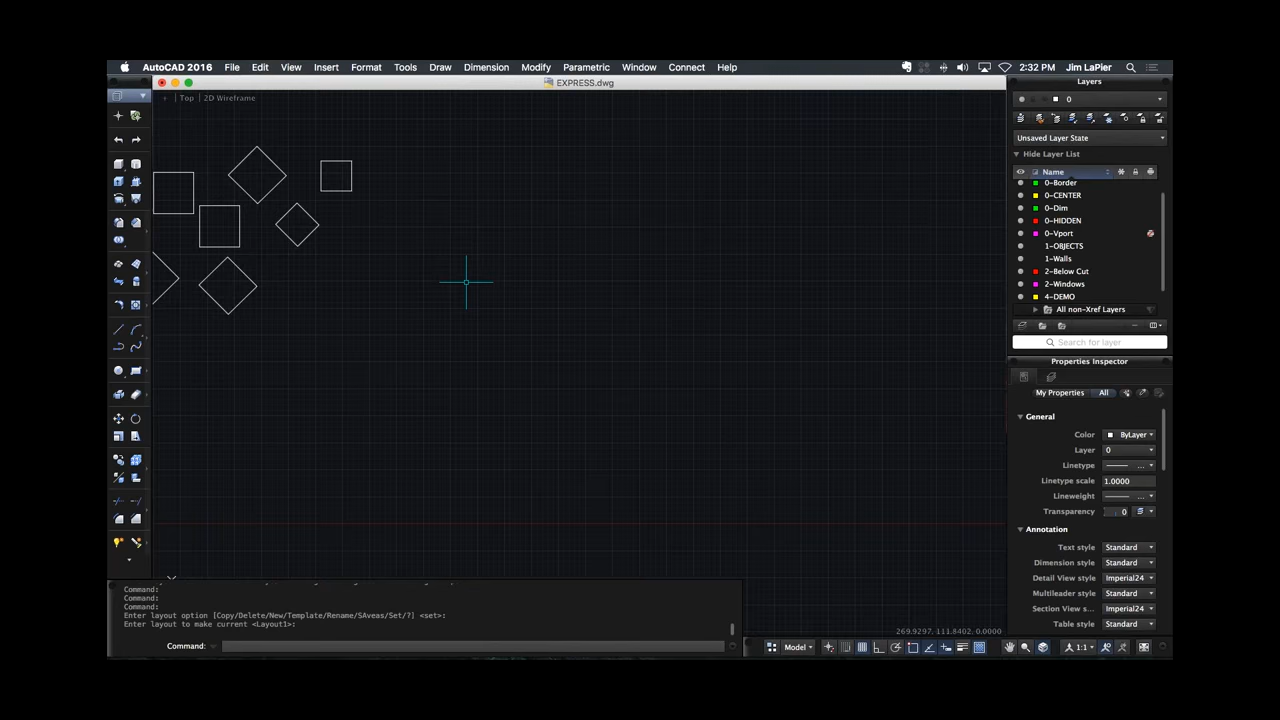 AutoCAD 2016 File Edit View Insert Format Tools Draw Dimension Modify Parametric Window Connect Help 2:32 PM Jim LaPier
EXPRESS.dwg
Top | 2D Wireframe
Layers
0
Unsaved Layer State
Hide Layer List
Name
0-Border
0-CENTER
0-Dim
0-HIDDEN
0-Vport
1-OBJECTS
1-Walls
2-Below Cut
2-Windows
4-DEMO
All non-Xref Layers
Search for layer
Properties Inspector
My Properties All
General
Color ByLayer
Layer 0
Linetype ...
Linetype scale 1.0000
Lineweight ...
Transparency 0
Annotation
Text style Standard
Dimension style Standard
Detail View style Imperial24
Multileader style Standard
Section View s... Imperial24
Table style Standard
Command:
Command:
Command:
Enter layout option [Copy/Delete/New/Template/Rename/SAveas/Set/?] <set>:
Enter layout to make current <Layout1>:
269.9297, 111.8402, 0.0000
Command:
Model
1:1